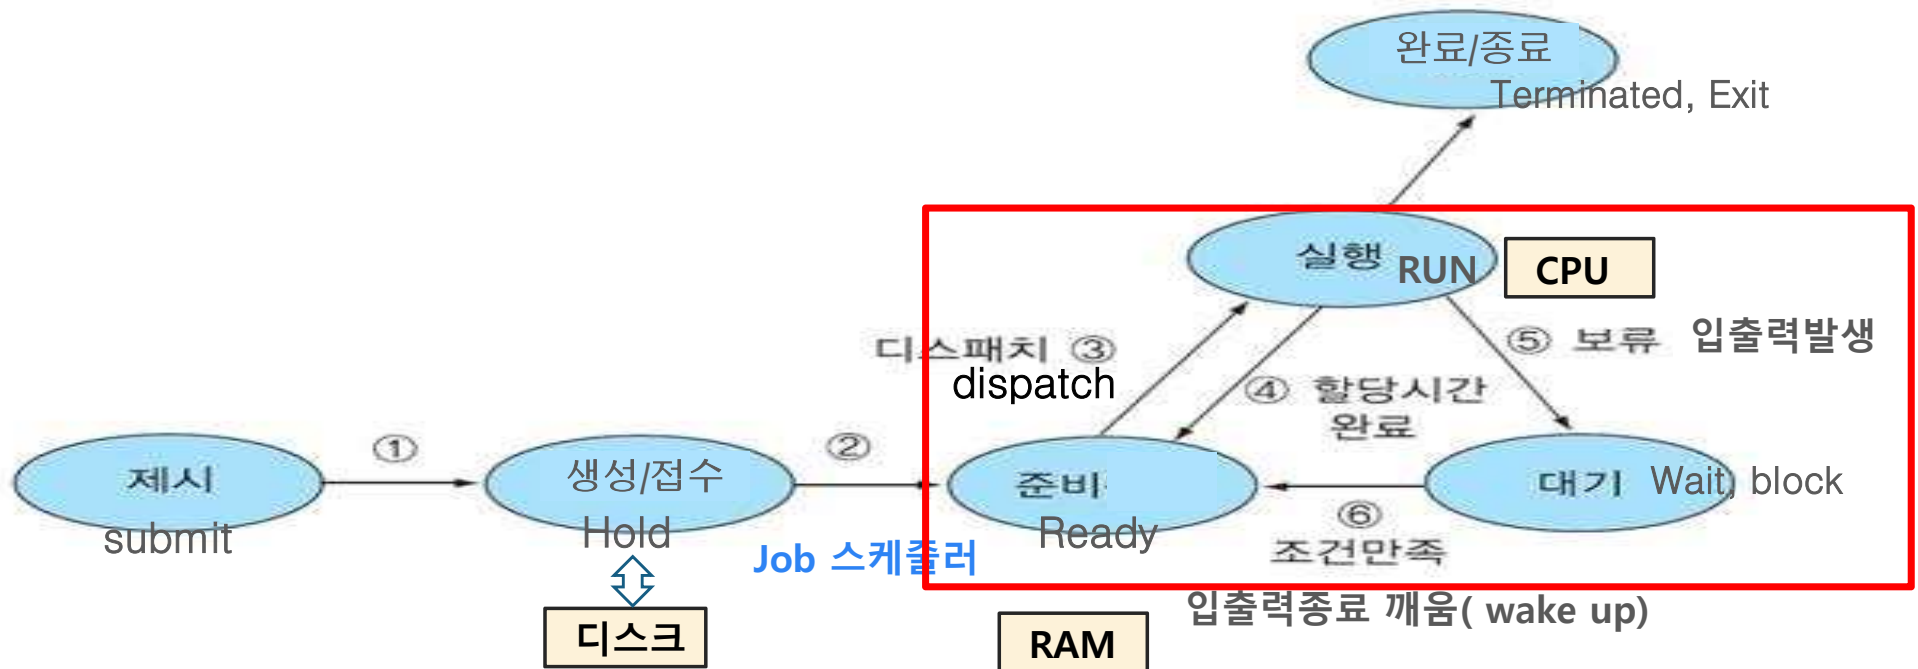 완료/종료
Terminated, Exit
실행 RUN
CPU
디스패치 ③
dispatch
④ 할당시간
완료
⑤ 보류 입출력발생
제시
submit
①
생성/접수
Hold
②
Job 스케줄러
준비
Ready
대기 Wait, block
⑥
조건만족
입출력종료 깨움( wake up)
디스크
RAM